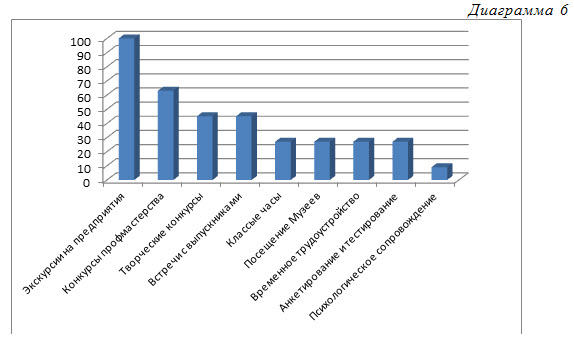 Диаграмма 6
100
90
80
70
60
50
40
30
20
10
0
Экскурсии на предприятия
Конкурсы профмастерства
Творческие конкурсы
Встречи с выпускниками
Классые часы
Посещение Музеев
Временное трудоустройство
Анкетирование и тестирование
Психологическое сопровождение